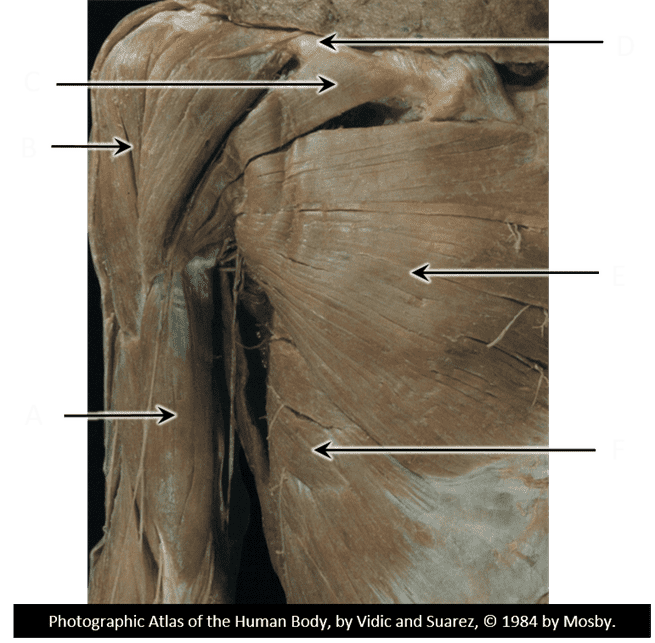 D
C
B
E
A
F
Photographic Atlas of the Human Body, by Vidic and Suarez, © 1984 by Mosby.